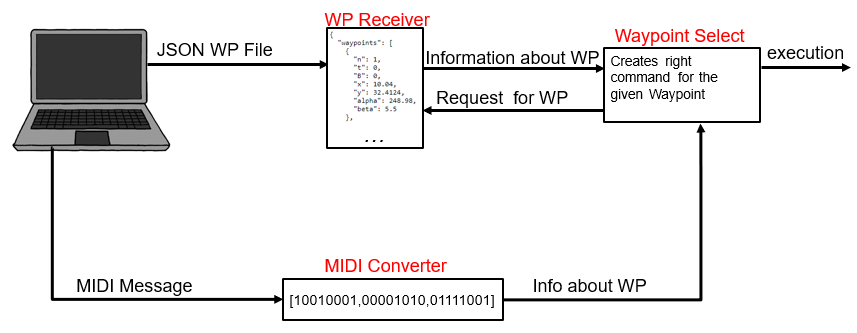 WP Receiver
JSON WP File
{
"waypoints": [
{
"n": 1,
"t": 0,
"B": 0,
"x": 10.04,
"y": 32.4124,
"alpha": 248.98,
"beta": 5.5
},
...
Information about WP
Request for WP
Waypoint Select
Creates right
command for the
given Waypoint
execution
MIDI Message
MIDI Converter
[10010001,00001010,01111001]
Info about WP